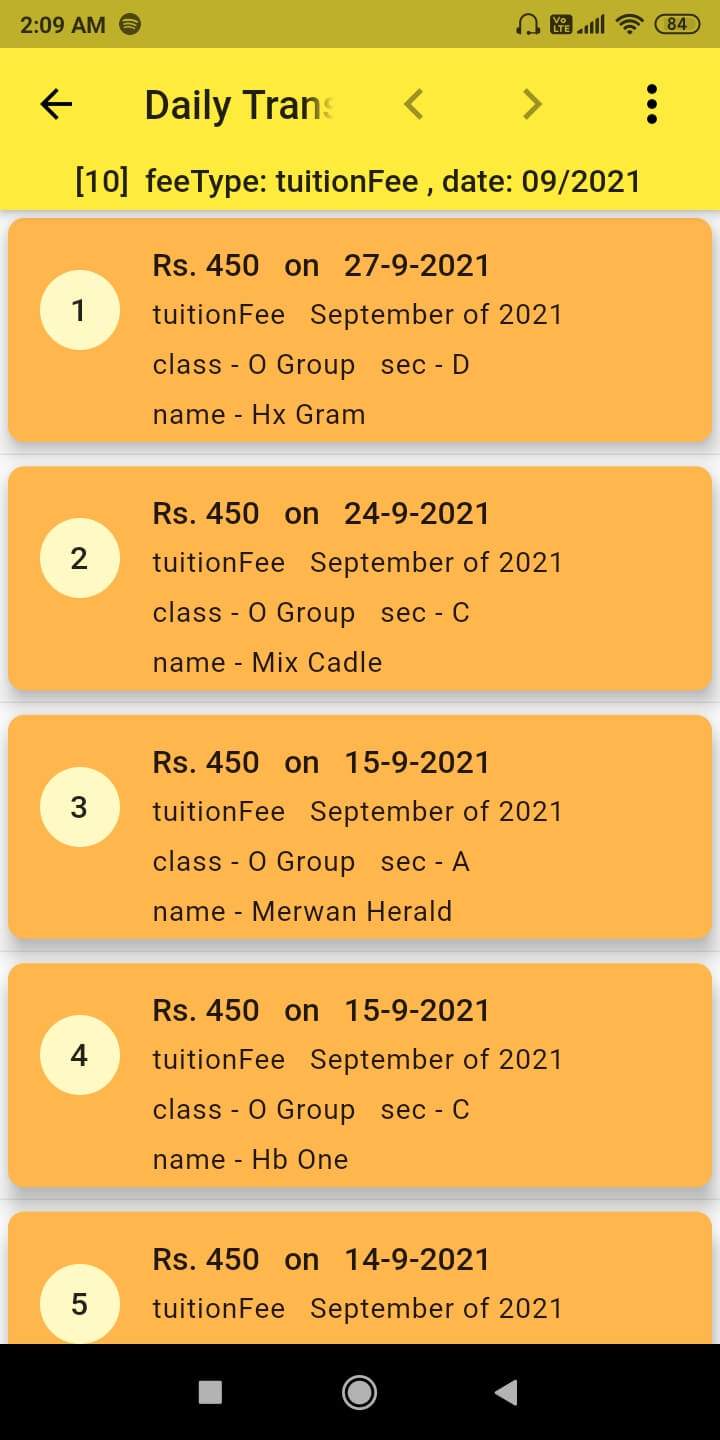 2:09 AM
Vo LTE
84
Daily Trans
[10] feeType: tuitionFee , date: 09/2021
1
Rs. 450 on 27-9-2021
tuitionFee September of 2021
class - O Group sec - D
name - Hx Gram
2
Rs. 450 on 24-9-2021
tuitionFee September of 2021
class - O Group sec - C
name - Mix Cadle
3
Rs. 450 on 15-9-2021
tuitionFee September of 2021
class - O Group sec - A
name - Merwan Herald
4
Rs. 450 on 15-9-2021
tuitionFee September of 2021
class - O Group sec - C
name - Hb One
5
Rs. 450 on 14-9-2021
tuitionFee September of 2021